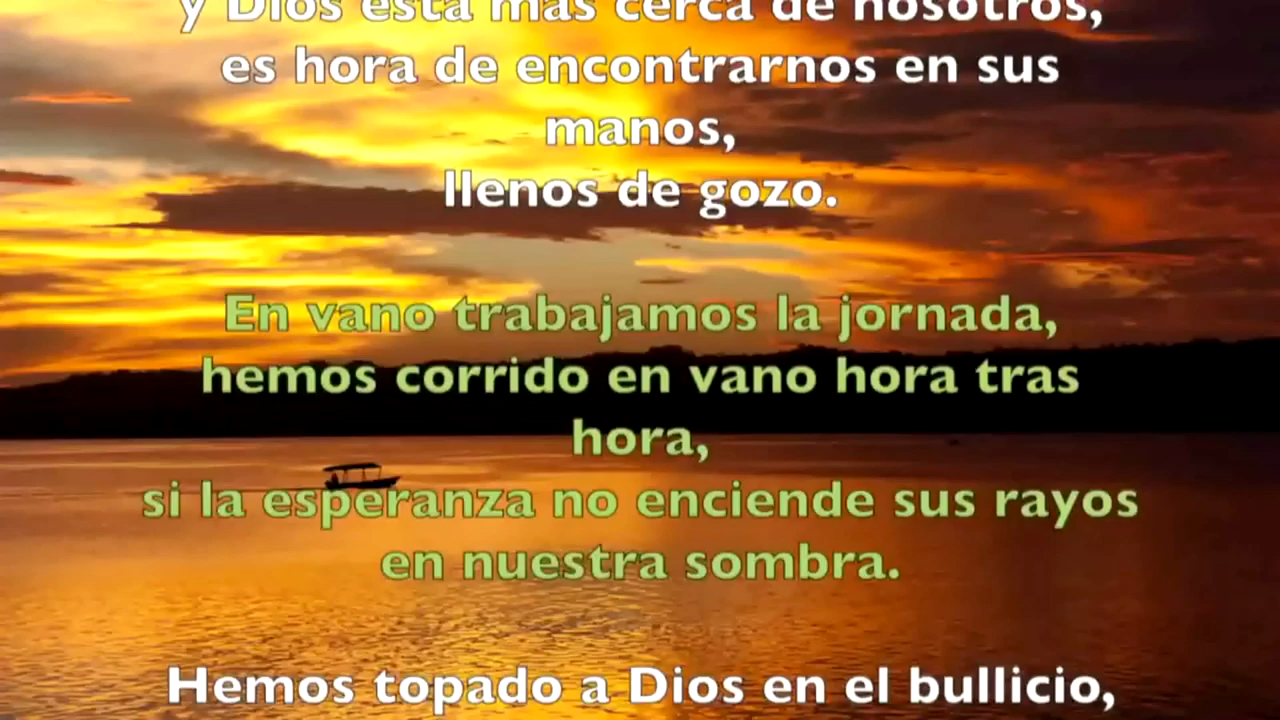 y Dios está más cerca de nosotros,
es hora de encontrarnos en sus
manos,
llenos de gozo.
En vano trabajamos la jornada,
hemos corrido en vano hora tras
hora,
si la esperanza no enciende sus rayos
en nuestra sombra.
Hemos topado a Dios en el bullicio,